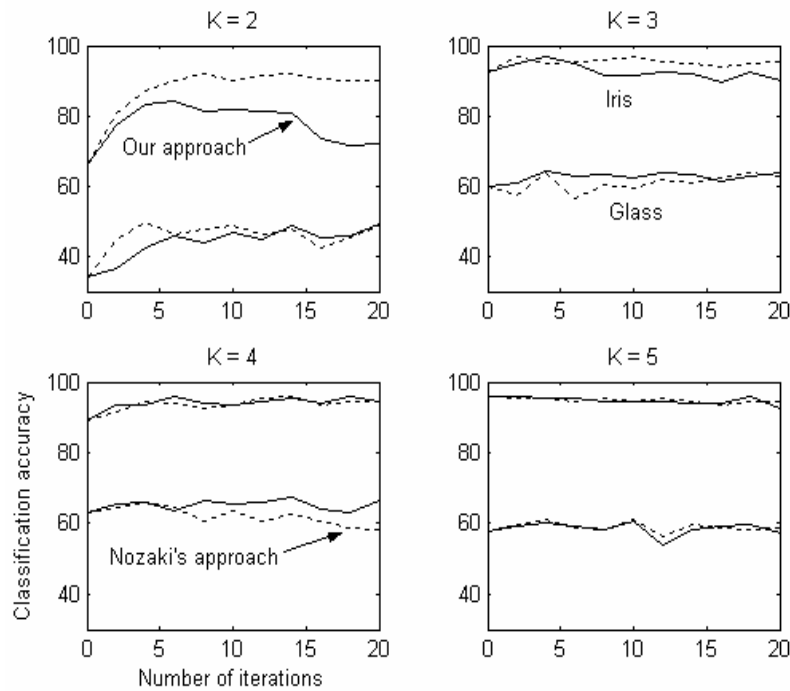 K = 2
K = 3
100
80
60
40
0 5 10 15 20
Our approach
100
80
60
40
0 5 10 15 20
Iris
Glass
K = 4
K = 5
Classification accuracy
100
80
60
40
0 5 10 15 20
Nozaki's approach
Number of iterations
100
80
60
40
0 5 10 15 20